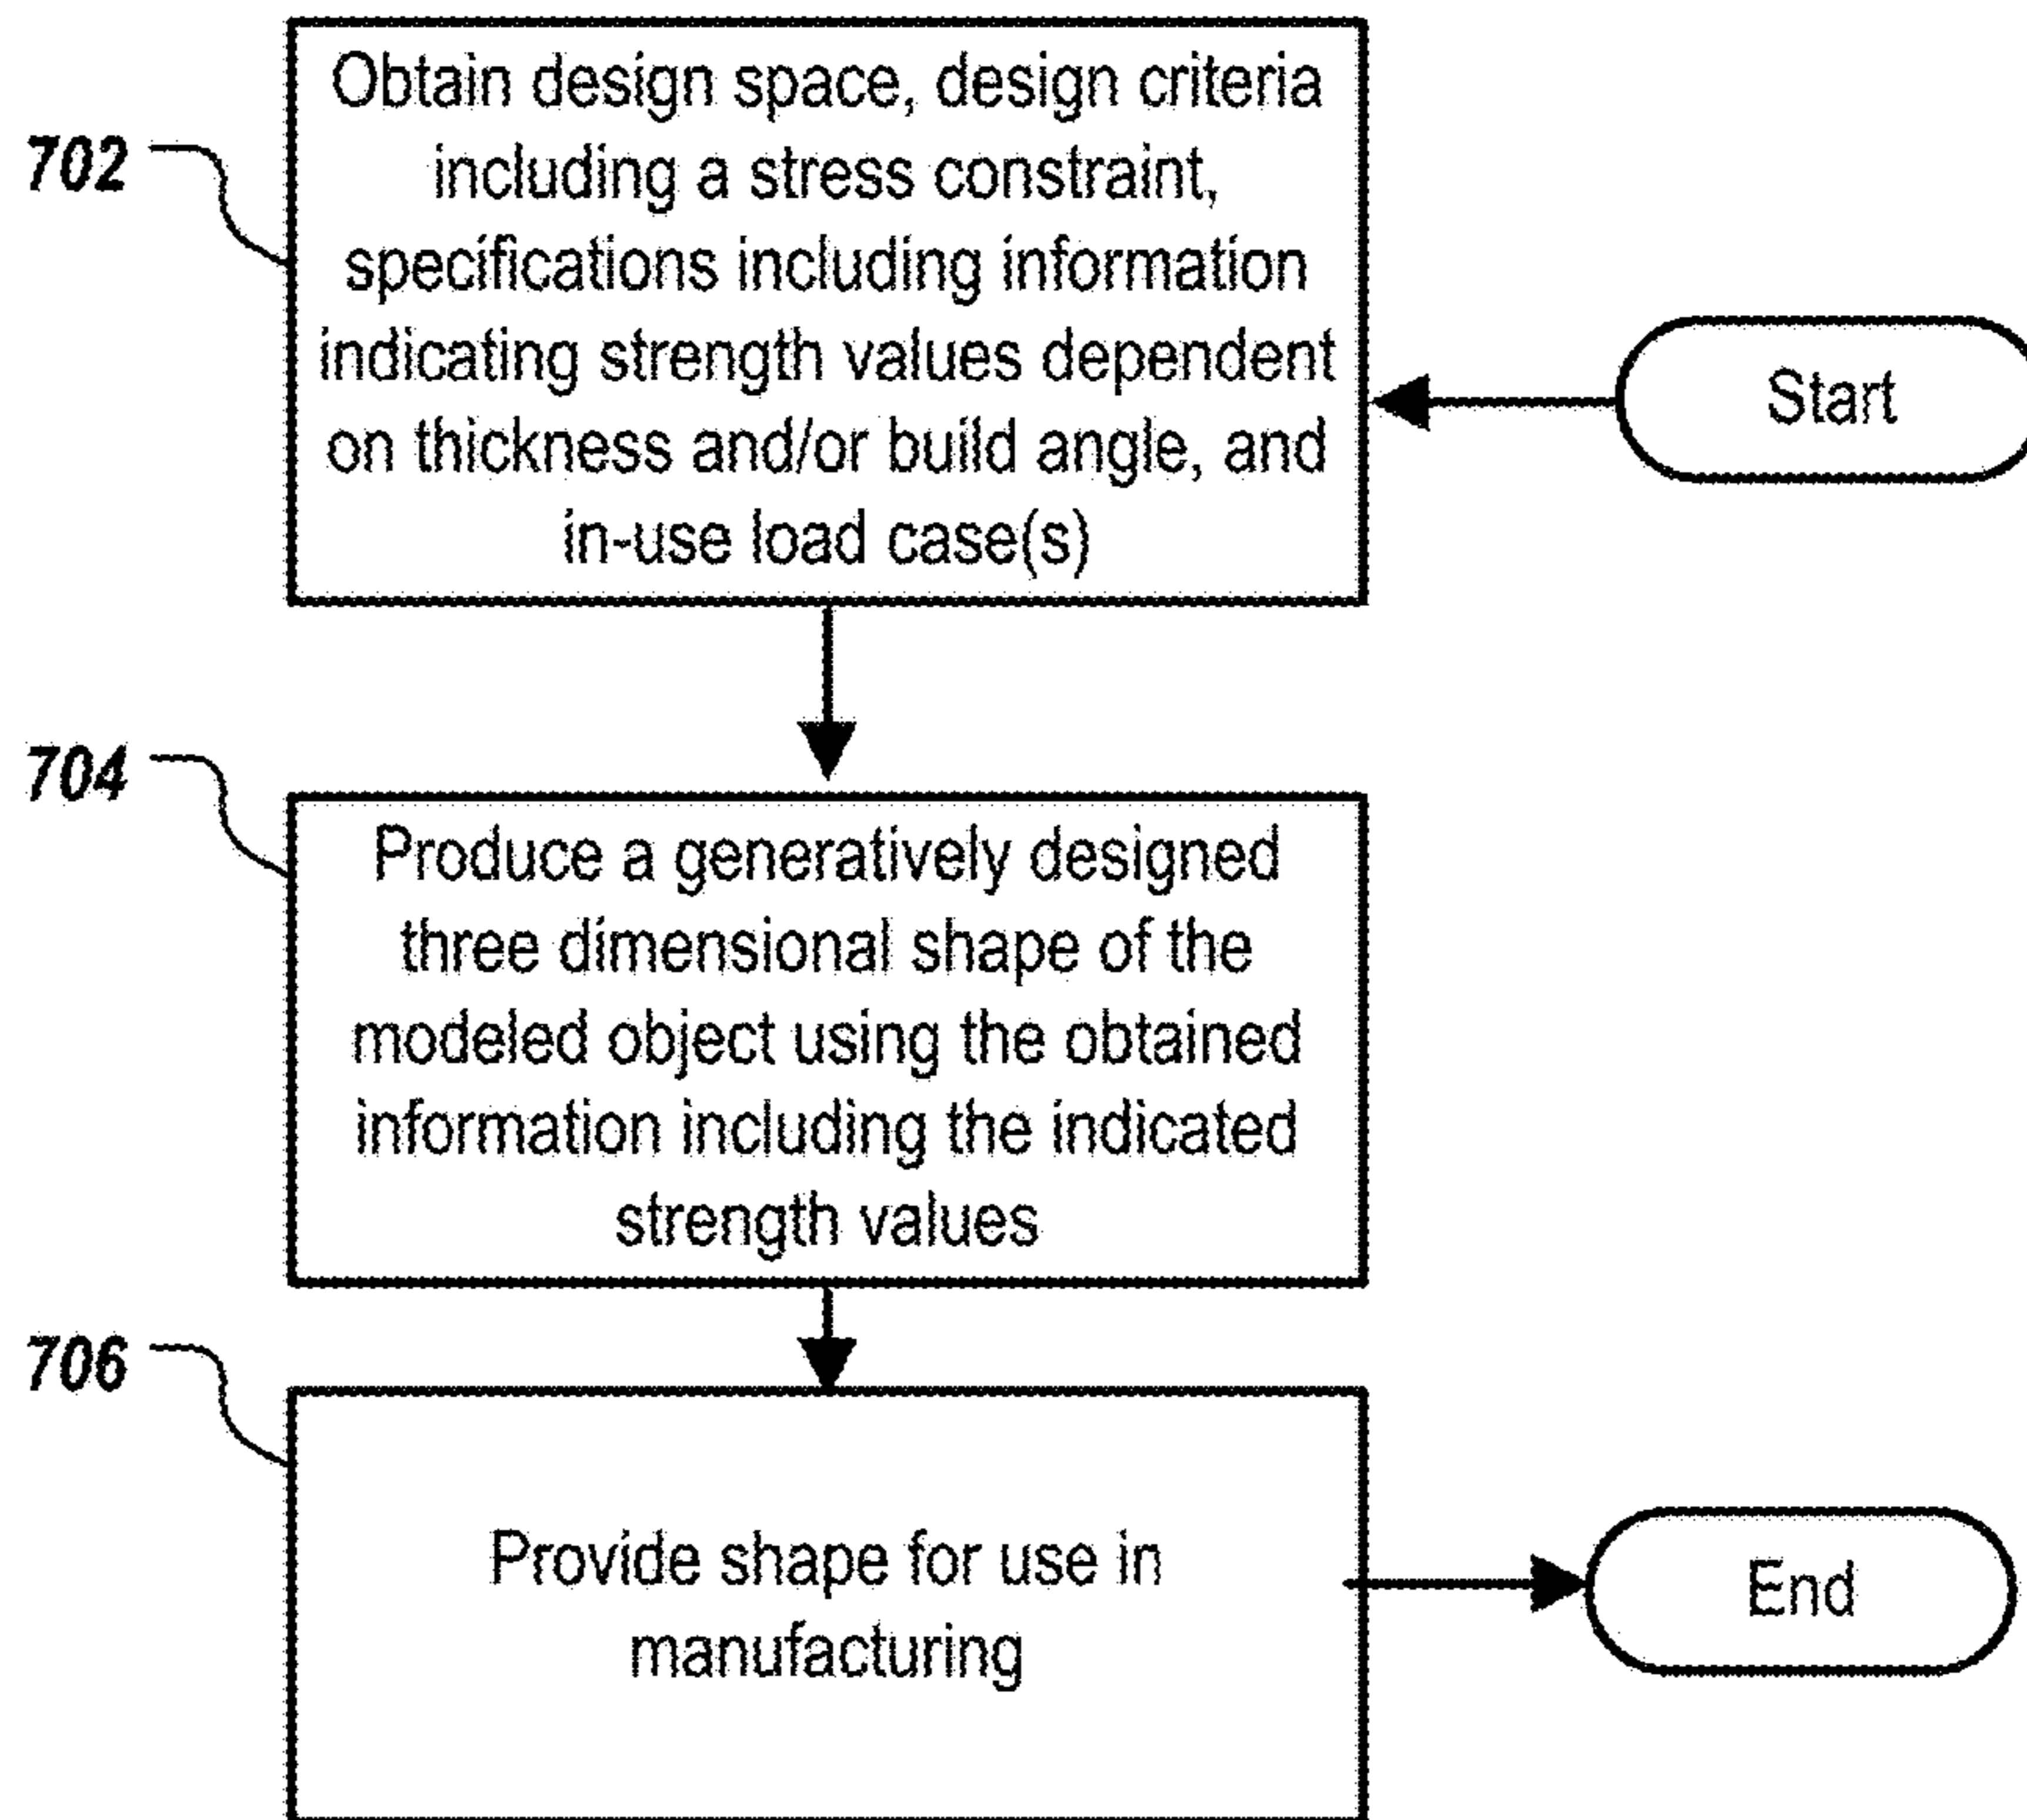 Start
702
Obtain design space, design criteria
including a stress constraint,
specifications including information
indicating strength values dependent
on thickness and/or build angle, and
in-use load case(s)
704
Produce a generatively designed
three dimensional shape of the
modeled object using the obtained
information including the indicated
strength values
706
Provide shape for use in
manufacturing
End